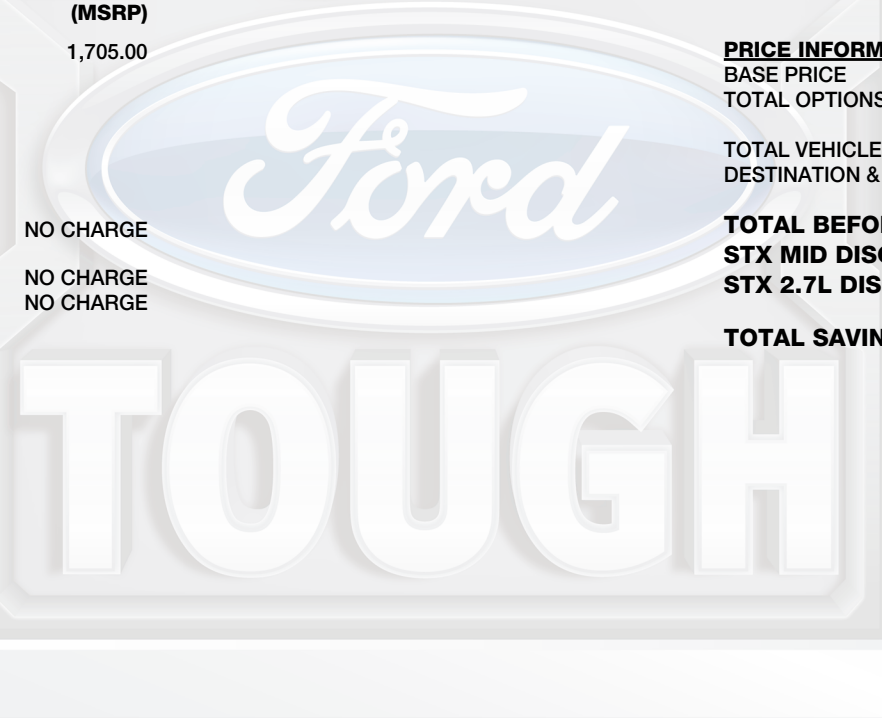 (MSRP)
1,705.00
NO CHARGE
NO CHARGE
NO CHARGE
PRICE INFORM
BASE PRICE
TOTAL OPTIONS
TOTAL VEHICLE
DESTINATION &
TOTAL BEFO
STX MID DISC
STX 2.7L DIS
TOTAL SAVIN
Ford
TOUGH